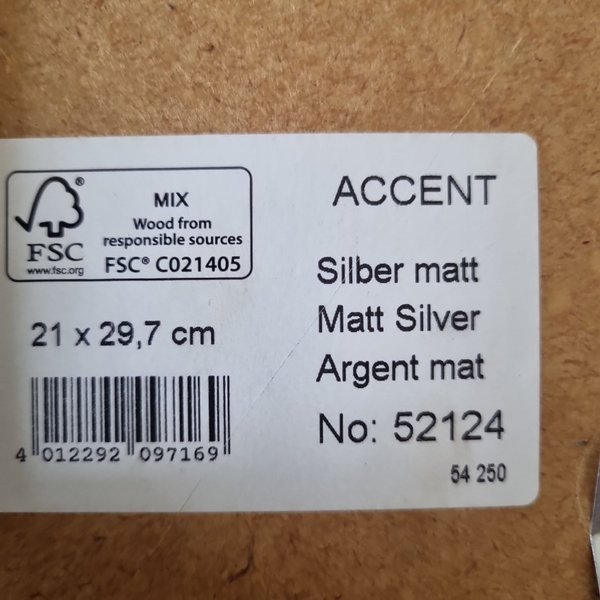 MIX
Wood from
responsible sources
FSC® C021405
®
FSC
www.fsc.org
ACCENT
21 x 29,7 cm
Silber matt
Matt Silver
Argent mat
No: 52124
54 250
4 012292 097169